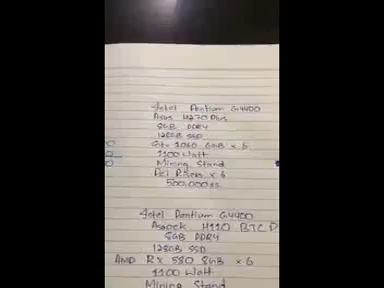 Intel Pentium G4400
Asus H270 Plus
8GB DDR4
128GB SSD
Gtx 1060 6GB x 6
1100 Watt
Mining Stand
Pci Risers x 6
500,000
Intel Pentium G4400
Asrock H110 BTC P
8GB DDR4
128GB SSD
AMD RX 580 8GB x6
1100 Watt
Mining Stand